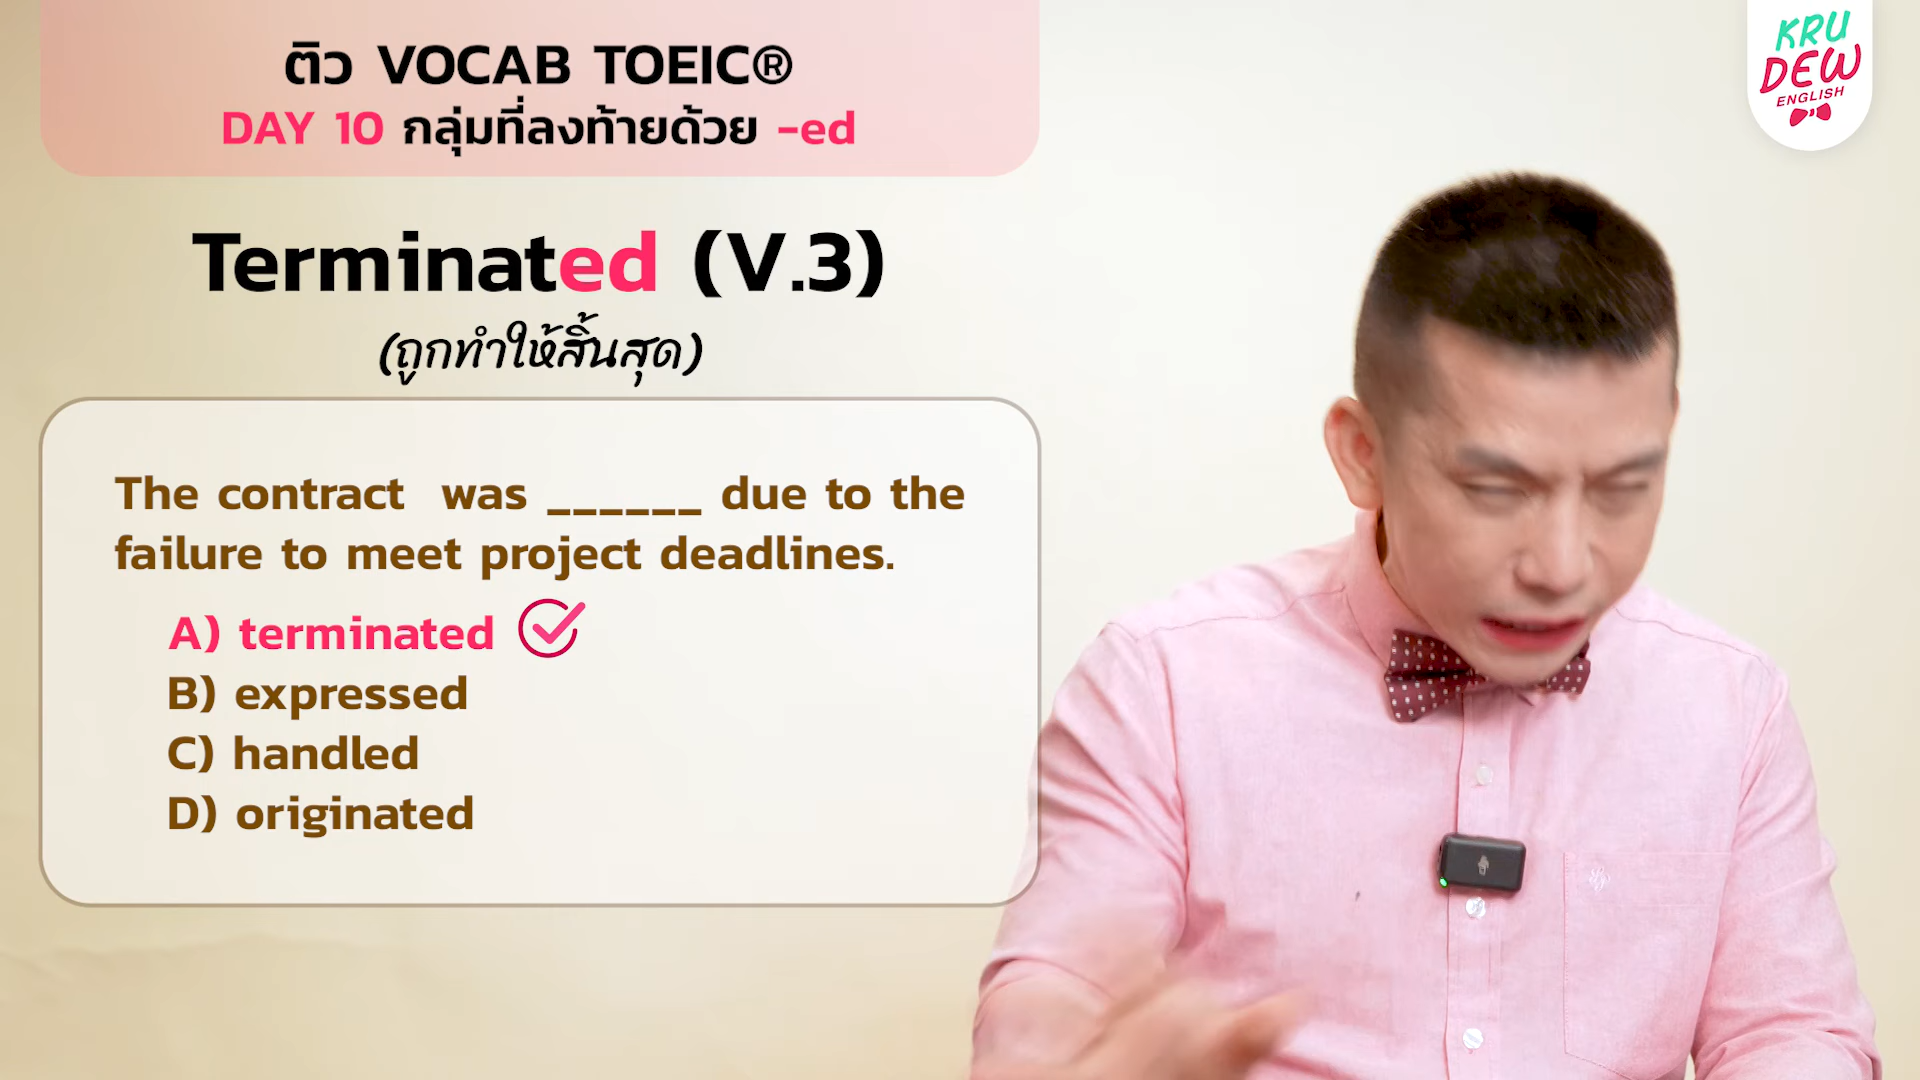 ติว VOCAB TOEIC®
DAY 10 กลุ่มที่ลงท้ายด้วย -ed
KRU
DEW
ENGLISH
Terminated (V.3)
(ถูกทำให้สิ้นสุด)
The contract  was ______ due to the
failure to meet project deadlines.
A) terminated
B) expressed
C) handled
D) originated